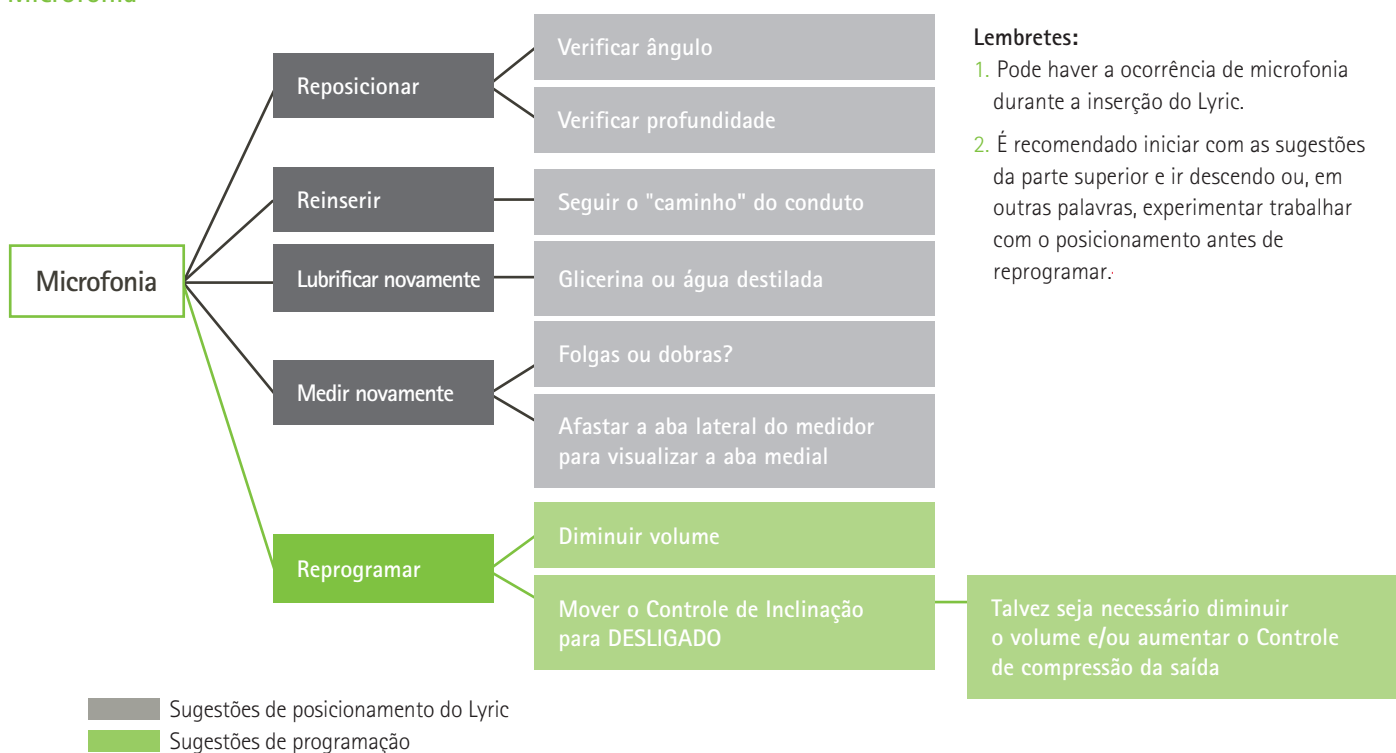 Microfonia
Verificar ângulo
Reposicionar
Verificar profundidade
Reinserir
Seguir o "caminho" do conduto
Microfonia
Lubrificar novamente
Glicerina ou água destilada
Folgas ou dobras?
Medir novamente
Afastar a aba lateral do medidor
para visualizar a aba medial
Diminuir volume
Reprogramar
Mover o Controle de Inclinação
para DESLIGADO
Talvez seja necessário diminuir
o volume e/ou aumentar o Controle
de compressão da saída
Lembretes:
1. Pode haver a ocorrência de microfonia
durante a inserção do Lyric.
2. É recomendado iniciar com as sugestões
da parte superior e ir descendo ou, em
outras palavras, experimentar trabalhar
com o posicionamento antes de
reprogramar.
Sugestões de posicionamento do Lyric
Sugestões de programação